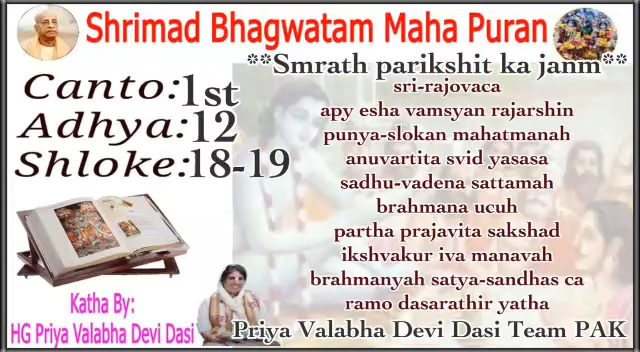 Shrimad Bhagwatam Maha Puran
**Smrath parikshit ka janm**
Canto:1st
Adhya:12
Shloke:18-19
sri-rajovaca
apy esha vamsyan rajarshin
punya-slokan mahatmanah
anuvartita svid yasasa
sadhu-vadena sattamah
brahmana ucuh
partha prajavita sakshad
ikshvakur iva manavah
brahmanyah satya-sandhas ca
ramo dasarathir yatha
Katha By:
HG Priya Valabha Devi Dasi
Priya Valabha Devi Dasi Team PAK